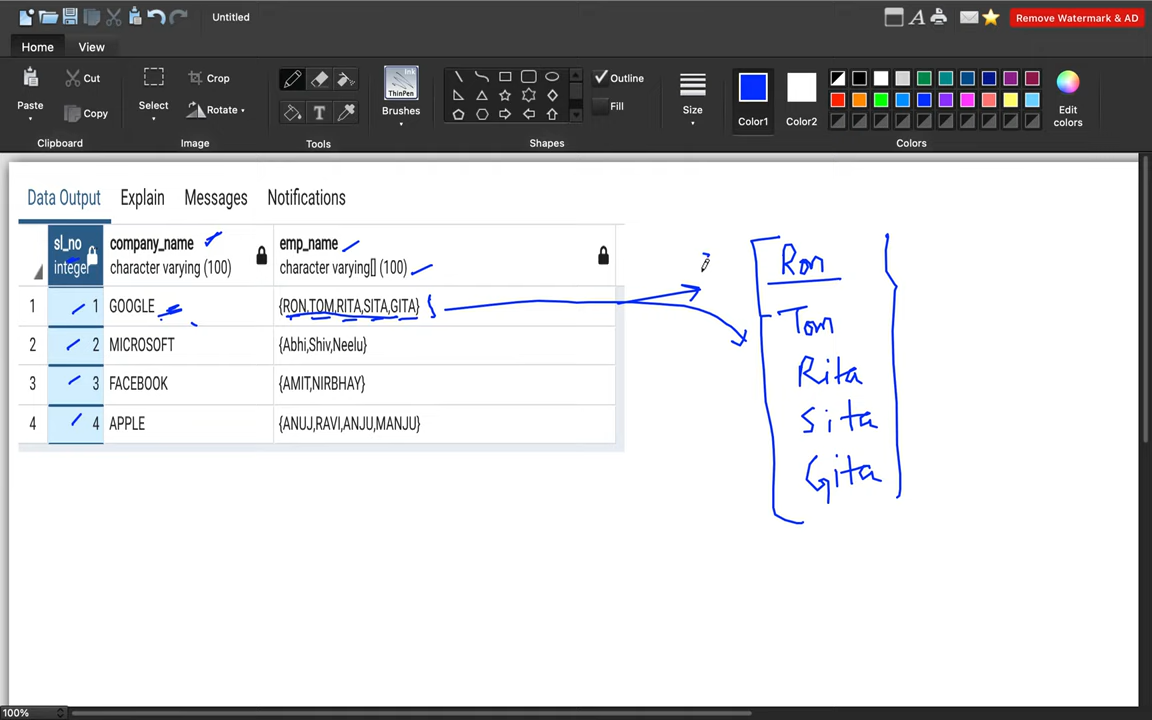 Untitled
Remove Watermark & AD
Home View
Paste Cut Copy Clipboard
Select Crop Rotate Image
Tools
Ink ThinPen Brushes
Outline Fill Shapes
Size
Color1 Color2 Edit colors Colors
Data Output Explain Messages Notifications
sl_no integer company_name character varying (100) emp_name character varying[] (100)
1 1 GOOGLE {RON,TOM,RITA,SITA,GITA}
2 2 MICROSOFT {Abhi,Shiv,Neelu}
3 3 FACEBOOK {AMIT,NIRBHAY}
4 4 APPLE {ANUJ,RAVI,ANJU,MANJU}
Ron
Tom
Rita
Sita
Gita
100%